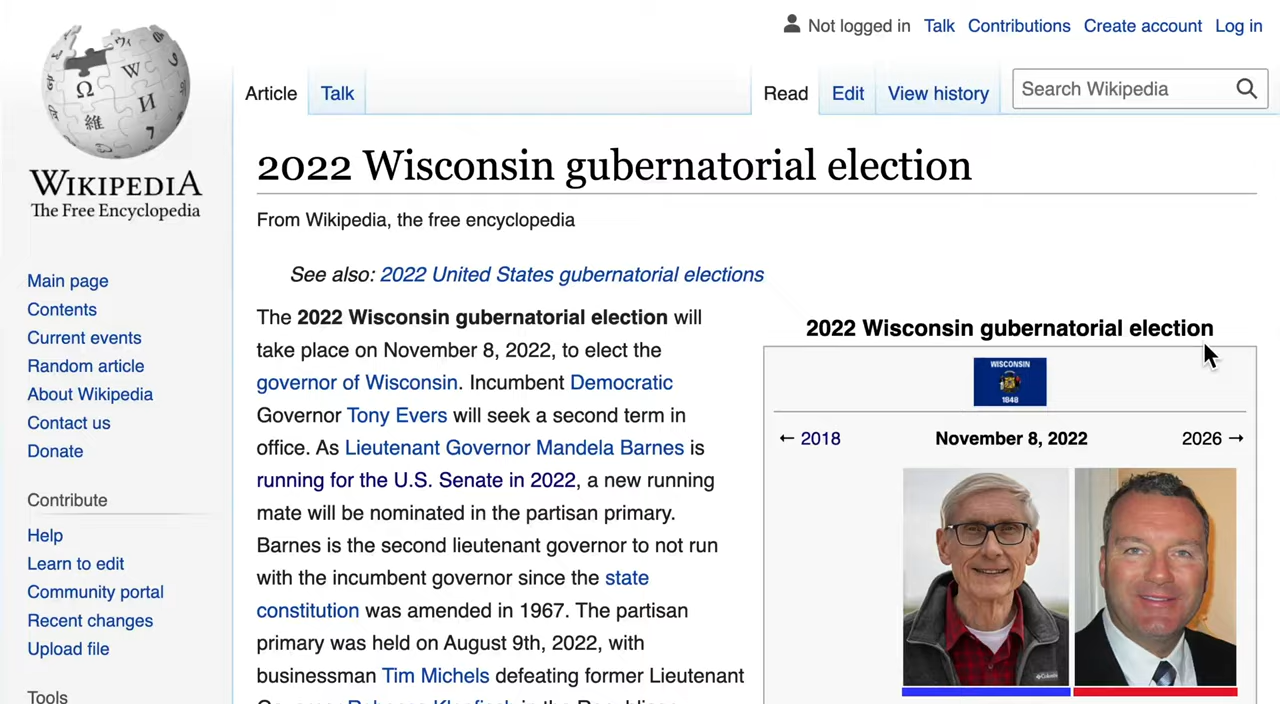 Not logged in Talk Contributions Create account Log in
Article Talk Read Edit View history Search Wikipedia
Ω W И 維
WIKIPEDIA
The Free Encyclopedia
Main page
Contents
Current events
Random article
About Wikipedia
Contact us
Donate
Contribute
Help
Learn to edit
Community portal
Recent changes
Upload file
Tools
2022 Wisconsin gubernatorial election
From Wikipedia, the free encyclopedia
See also: 2022 United States gubernatorial elections
The 2022 Wisconsin gubernatorial election will
take place on November 8, 2022, to elect the
governor of Wisconsin. Incumbent Democratic
Governor Tony Evers will seek a second term in
office. As Lieutenant Governor Mandela Barnes is
running for the U.S. Senate in 2022, a new running
mate will be nominated in the partisan primary.
Barnes is the second lieutenant governor to not run
with the incumbent governor since the state
constitution was amended in 1967. The partisan
primary was held on August 9th, 2022, with
businessman Tim Michels defeating former Lieutenant
2022 Wisconsin gubernatorial election
WISCONSIN
1848
← 2018 November 8, 2022 2026 →
Columbia